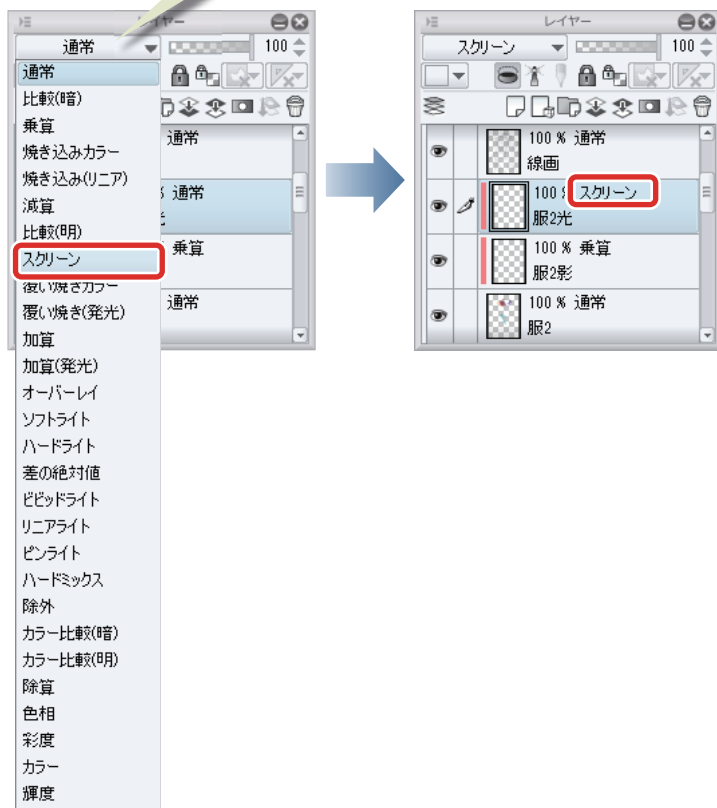 レイヤー
通常 100
通常
比較(暗)
乗算
焼き込みカラー
焼き込み(リニア)
減算
比較(明)
スクリーン
覆い焼きカラー
覆い焼き(発光)
加算
加算(発光)
オーバーレイ
ソフトライト
ハードライト
差の絶対値
ビビッドライト
リニアライト
ピンライト
ハードミックス
除外
カラー比較(暗)
カラー比較(明)
除算
色相
彩度
カラー
輝度
通常
% 通常
乗算
通常
レイヤー
スクリーン 100
100 % 通常
線画
100 % スクリーン
服2光
100 % 乗算
服2影
100 % 通常
服2